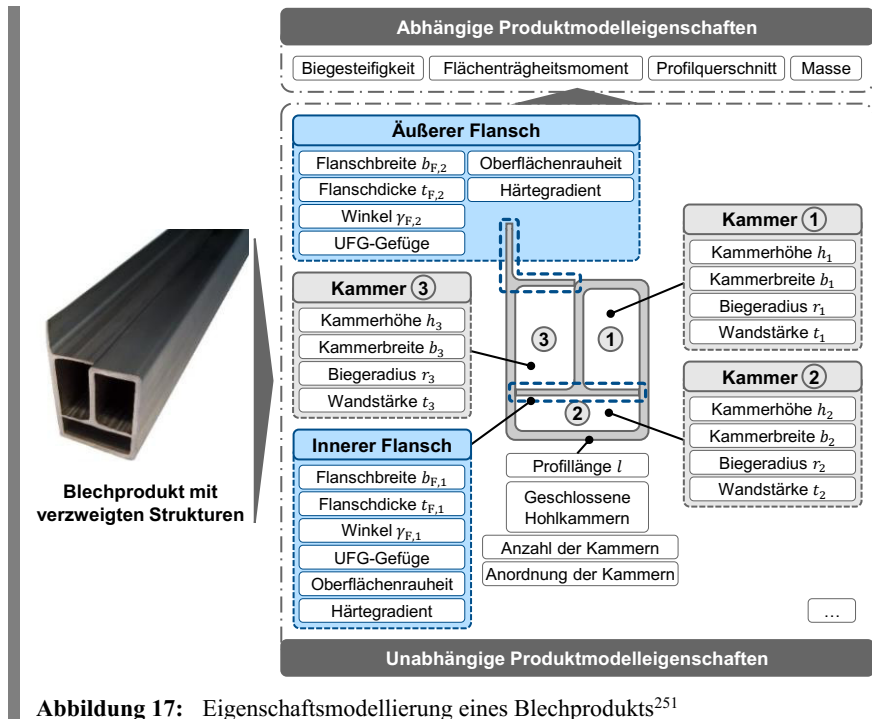 Abhängige Produktmodelleigenschaften
Biegesteifigkeit Flächenträgheitsmoment Profilquerschnitt Masse
Äußerer Flansch
Flanschbreite b_F,2 Oberflächenrauheit
Flanschdicke t_F,2 Härtegradient
Winkel γ_F,2
UFG-Gefüge
Kammer 1
Kammerhöhe h_1
Kammerbreite b_1
Biegeradius r_1
Wandstärke t_1
Kammer 3
Kammerhöhe h_3
Kammerbreite b_3
Biegeradius r_3
Wandstärke t_3
3
1
2
Kammer 2
Kammerhöhe h_2
Kammerbreite b_2
Biegeradius r_2
Wandstärke t_2
Innerer Flansch
Flanschbreite b_F,1
Flanschdicke t_F,1
Winkel γ_F,1
UFG-Gefüge
Oberflächenrauheit
Härtegradient
Profillänge l
Geschlossene
Hohlkammern
Anzahl der Kammern
Anordnung der Kammern
Blechprodukt mit
verzweigten Strukturen
...
Unabhängige Produktmodelleigenschaften
Abbildung 17: Eigenschaftsmodellierung eines Blechprodukts251